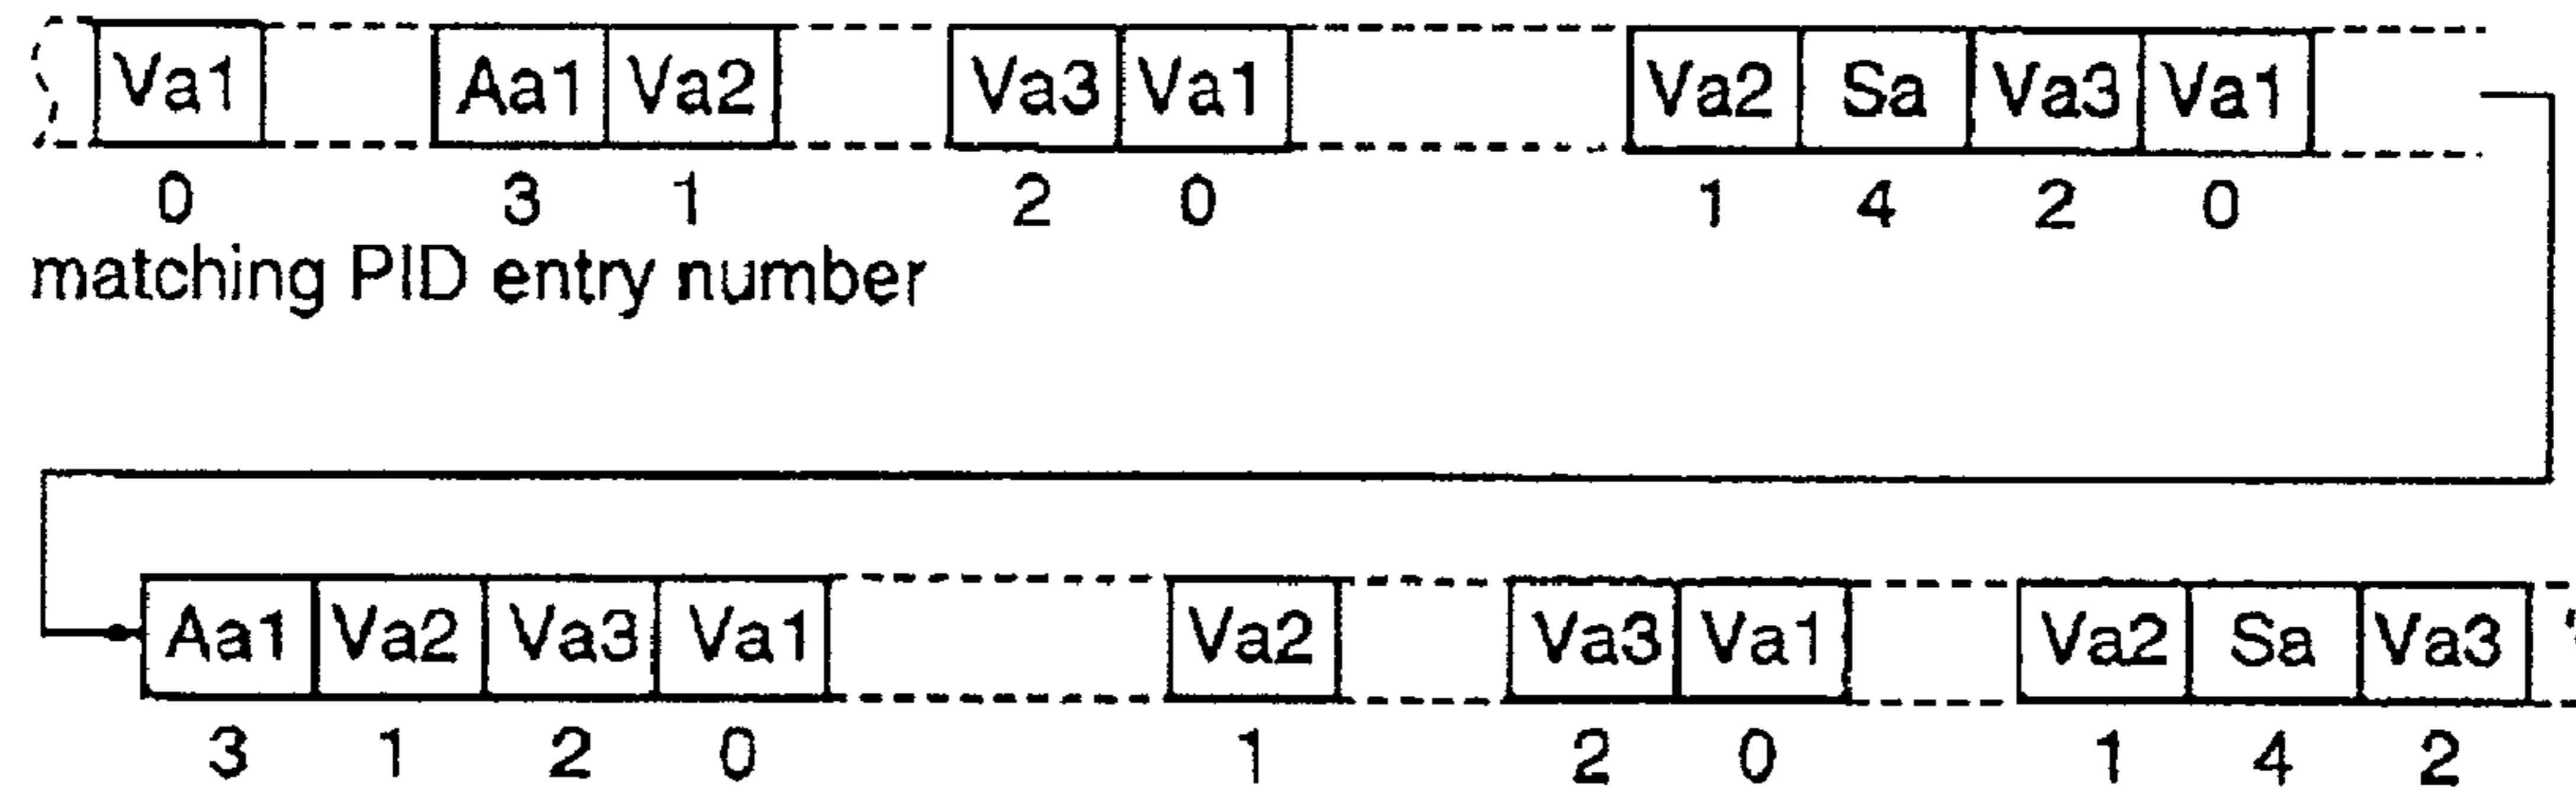 Va1 Aa1 Va2 Va3 Va1 Va2 Sa Va3 Va1
0 3 1 2 0 1 4 2 0
matching PID entry number
Aa1 Va2 Va3 Va1 Va2 Va3 Va1 Va2 Sa Va3
3 1 2 0 1 2 0 1 4 2